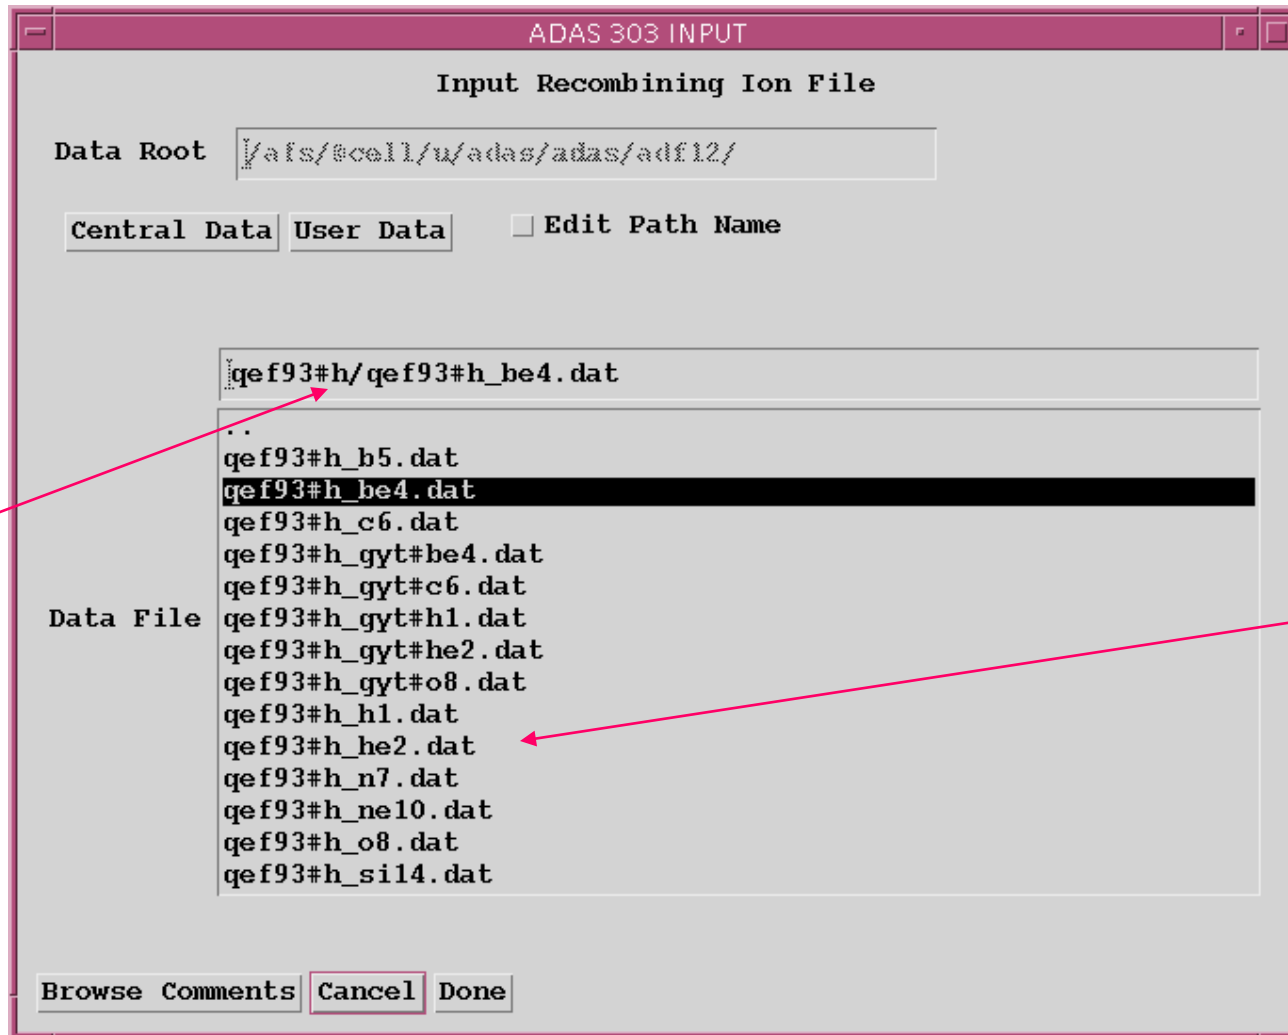 ADAS 303 INPUT
Input Recombining Ion File
Data Root /afs/@cell/u/adas/adas/adf12/
Central Data User Data Edit Path Name
qef93#h/qef93#h_be4.dat
..
qef93#h_b5.dat
qef93#h_be4.dat
qef93#h_c6.dat
qef93#h_gyt#be4.dat
qef93#h_gyt#c6.dat
Data File qef93#h_gyt#h1.dat
qef93#h_gyt#he2.dat
qef93#h_gyt#o8.dat
qef93#h_h1.dat
qef93#h_he2.dat
qef93#h_n7.dat
qef93#h_ne10.dat
qef93#h_o8.dat
qef93#h_si14.dat
Browse Comments Cancel Done